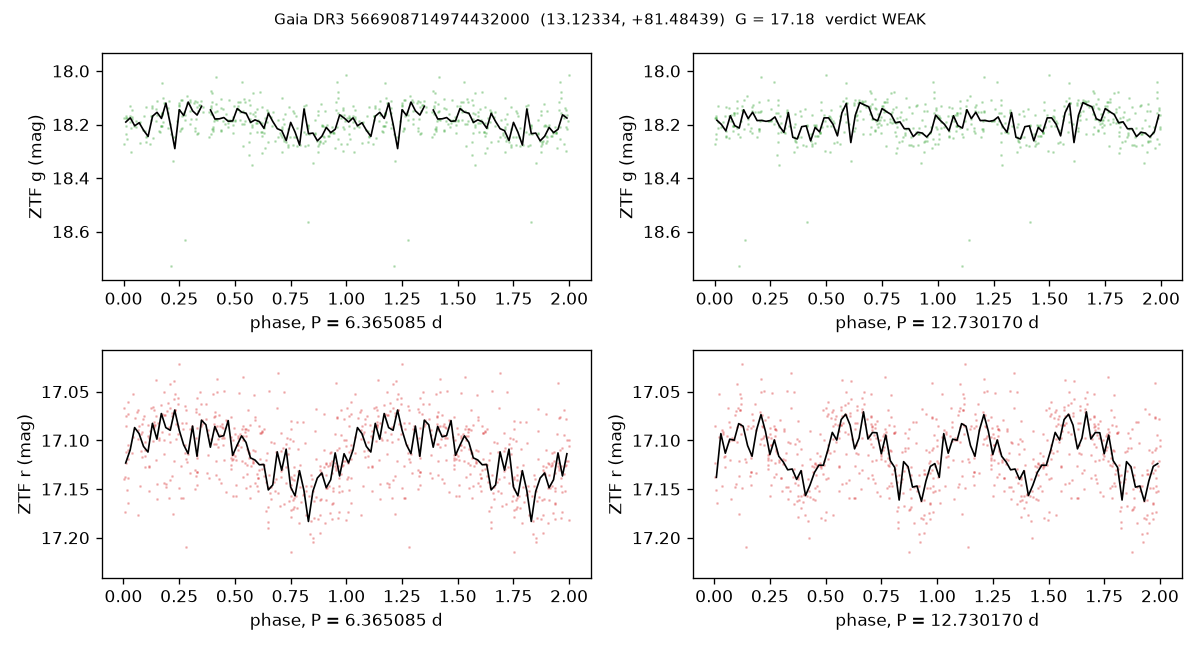 Gaia DR3 566908714974432000  (13.12334, +81.48439)  G = 17.18  verdict WEAK
ZTF g (mag)
18.0
18.2
18.4
18.6
0.00 0.25 0.50 0.75 1.00 1.25 1.50 1.75 2.00
phase, P = 6.365085 d
ZTF g (mag)
18.0
18.2
18.4
18.6
0.00 0.25 0.50 0.75 1.00 1.25 1.50 1.75 2.00
phase, P = 12.730170 d
ZTF r (mag)
17.05
17.10
17.15
17.20
0.00 0.25 0.50 0.75 1.00 1.25 1.50 1.75 2.00
phase, P = 6.365085 d
ZTF r (mag)
17.05
17.10
17.15
17.20
0.00 0.25 0.50 0.75 1.00 1.25 1.50 1.75 2.00
phase, P = 12.730170 d